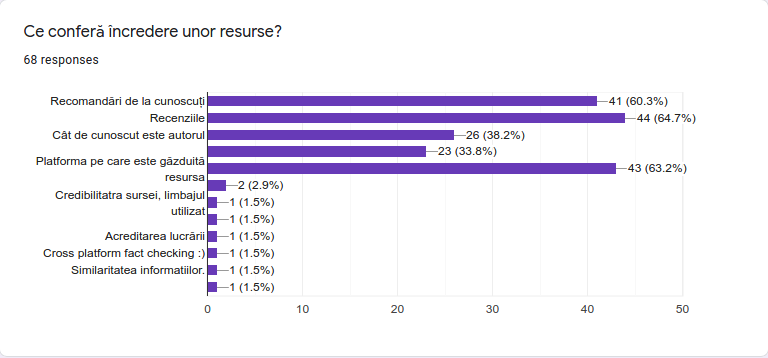 Ce conferă încredere unor resurse?
68 responses
Recomandări de la cunoscuți
41 (60.3%)
Recenziile
44 (64.7%)
Cât de cunoscut este autorul
26 (38.2%)
23 (33.8%)
Platforma pe care este găzduită
resursa
43 (63.2%)
2 (2.9%)
Credibilitatra sursei, limbajul
utilizat
1 (1.5%)
1 (1.5%)
Acreditarea lucrării
1 (1.5%)
Cross platform fact checking :)
1 (1.5%)
Similaritatea informatiilor.
1 (1.5%)
1 (1.5%)
0 10 20 30 40 50